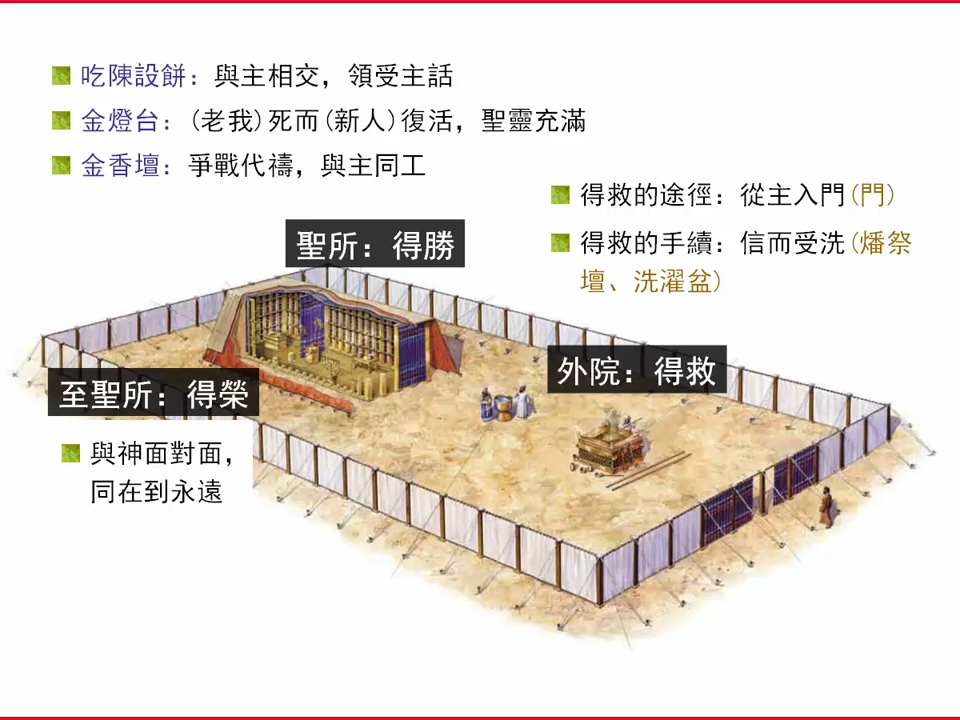 吃陳設餅：與主相交，領受主話
金燈台：(老我)死而(新人)復活，聖靈充滿
金香壇：爭戰代禱，與主同工
得救的途徑：從主入門(門)
得救的手續：信而受洗(燔祭
壇、洗濯盆)
聖所：得勝
外院：得救
至聖所：得榮
與神面對面，
同在到永遠